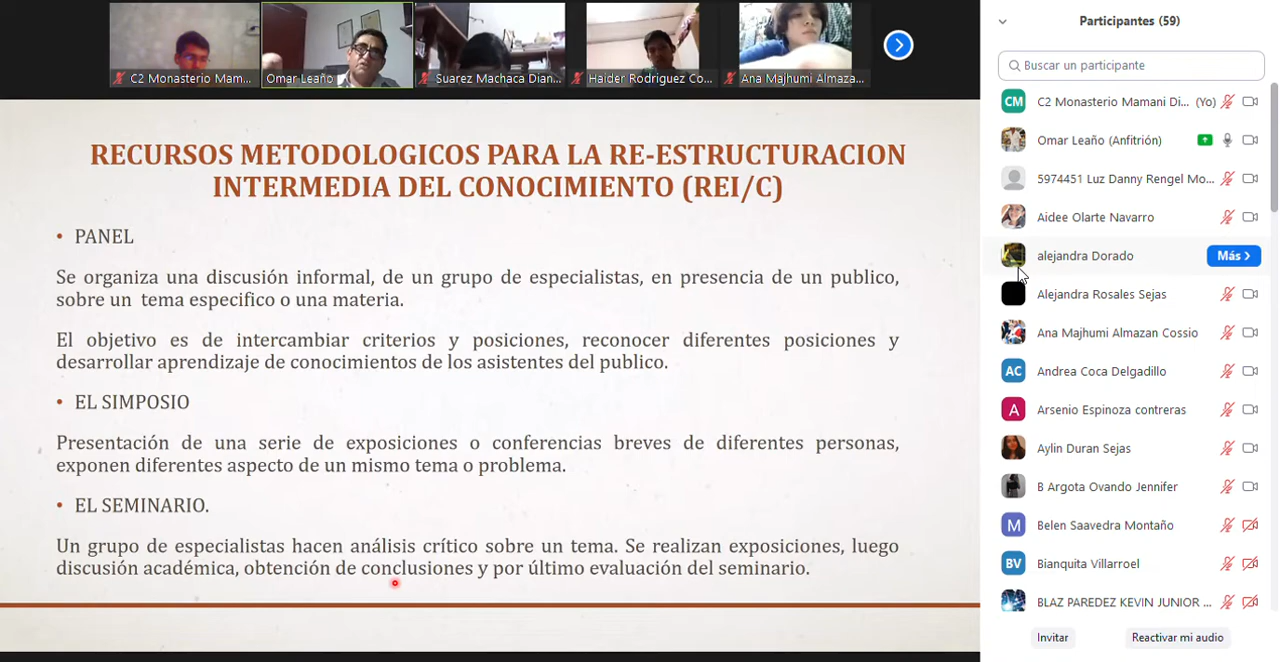 C2 Monasterio Mam...
Omar Leaño
Suarez Machaca Dian...
Haider Rodriguez Co...
Ana Majhumi Almaza...
RECURSOS METODOLOGICOS PARA LA RE-ESTRUCTURACION
INTERMEDIA DEL CONOCIMIENTO (REI/C)
• PANEL
Se organiza una discusión informal, de un grupo de especialistas, en presencia de un publico,
sobre un tema especifico o una materia.
El objetivo es de intercambiar criterios y posiciones, reconocer diferentes posiciones y
desarrollar aprendizaje de conocimientos de los asistentes del publico.
• EL SIMPOSIO
Presentación de una serie de exposiciones o conferencias breves de diferentes personas,
exponen diferentes aspecto de un mismo tema o problema.
• EL SEMINARIO.
Un grupo de especialistas hacen análisis crítico sobre un tema. Se realizan exposiciones, luego
discusión académica, obtención de conclusiones y por último evaluación del seminario.
Participantes (59)
Buscar un participante
CM C2 Monasterio Mamani Di... (Yo)
Omar Leaño (Anfitrión)
5974451 Luz Danny Rengel Mo...
Aidee Olarte Navarro
alejandra Dorado Más >
Alejandra Rosales Sejas
Ana Majhumi Almazan Cossio
AC Andrea Coca Delgadillo
A Arsenio Espinoza contreras
Aylin Duran Sejas
B Argota Ovando Jennifer
M Belen Saavedra Montaño
BV Bianquita Villarroel
BLAZ PAREDEZ KEVIN JUNIOR ...
Invitar Reactivar mi audio